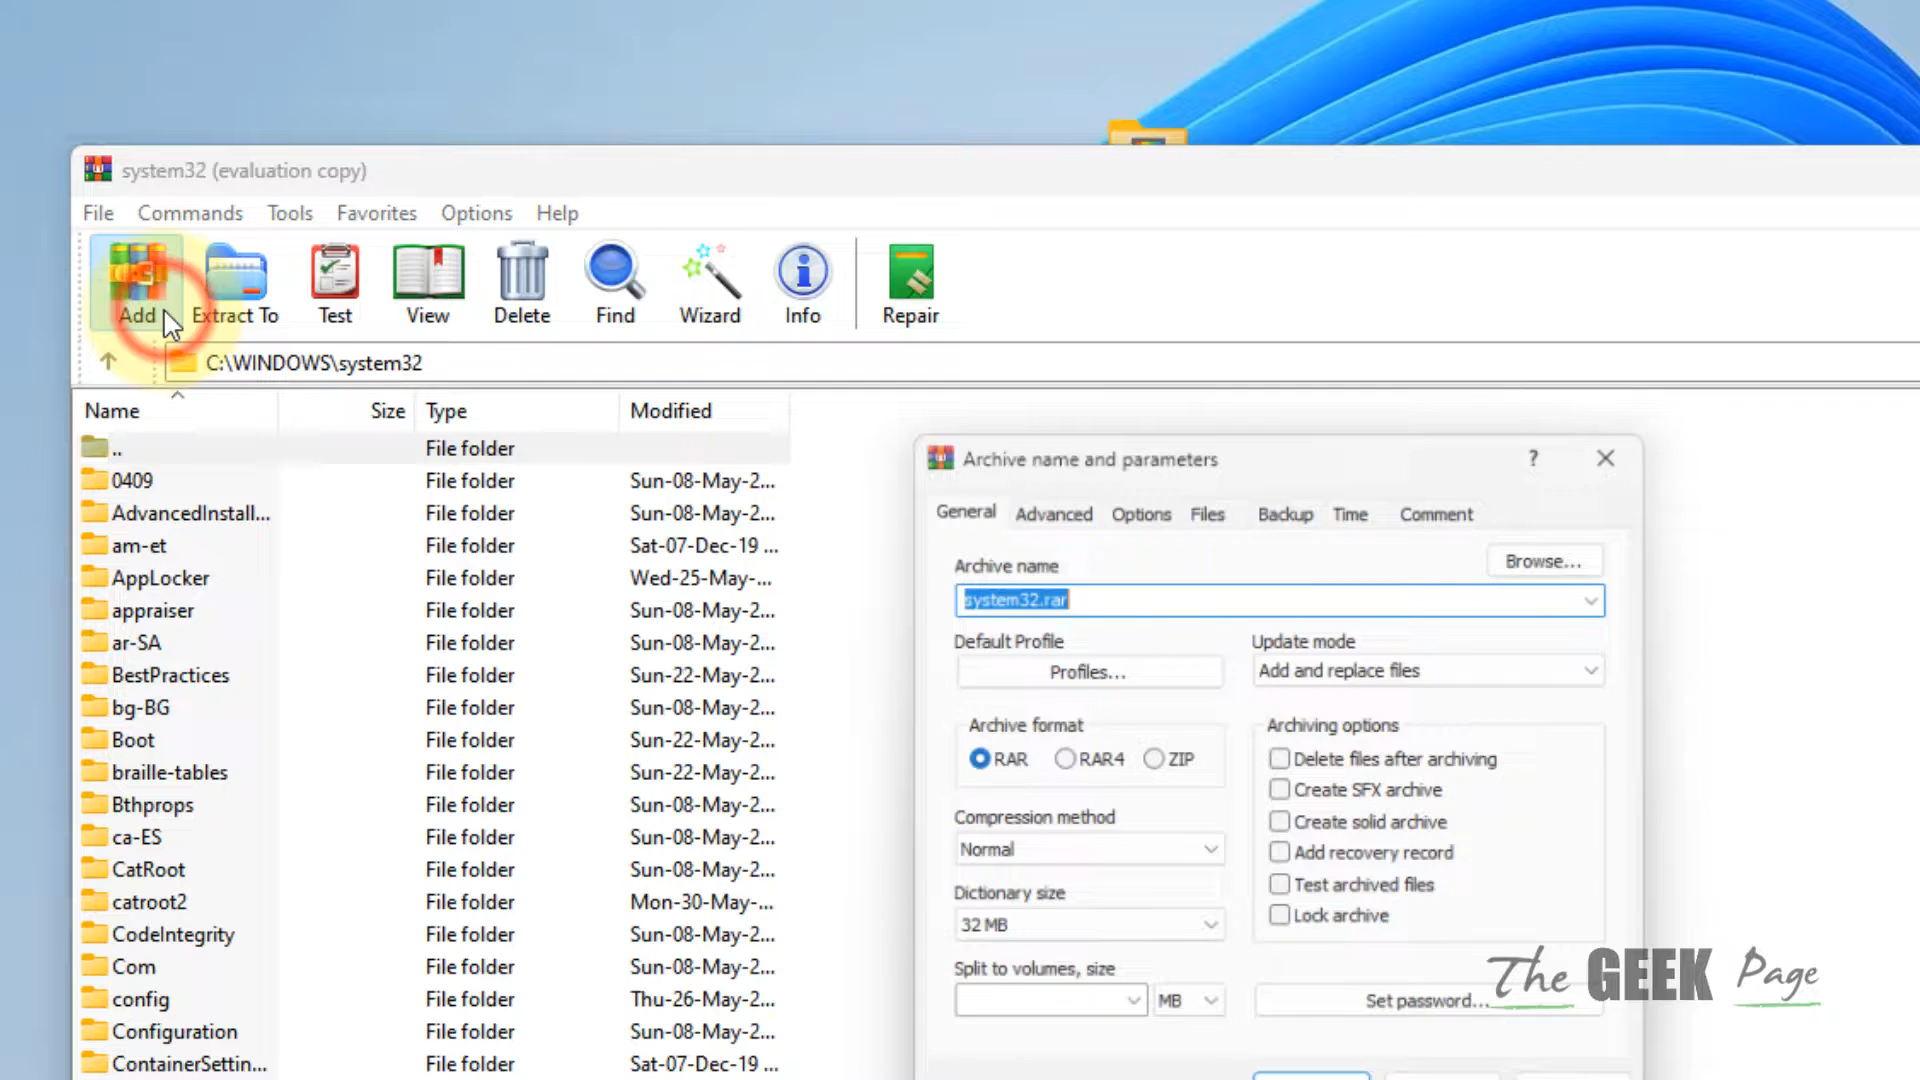 system32 (evaluation copy)
File Commands Tools Favorites Options Help
Add Extract To Test View Delete Find Wizard Info Repair
C:\WINDOWS\system32
Name Size Type Modified
.. File folder
0409 File folder Sun-08-May-2...
AdvancedInstall... File folder Sun-08-May-2...
am-et File folder Sat-07-Dec-19 ...
AppLocker File folder Wed-25-May-...
appraiser File folder Sun-08-May-2...
ar-SA File folder Sun-08-May-2...
BestPractices File folder Sun-22-May-2...
bg-BG File folder Sun-08-May-2...
Boot File folder Sun-22-May-2...
braille-tables File folder Sun-22-May-2...
Bthprops File folder Sun-08-May-2...
ca-ES File folder Sun-08-May-2...
CatRoot File folder Sun-08-May-2...
catroot2 File folder Mon-30-May-...
CodeIntegrity File folder Sun-08-May-2...
Com File folder Sun-08-May-2...
config File folder Thu-26-May-2...
Configuration File folder Sun-08-May-2...
ContainerSettin... File folder Sat-07-Dec-19 ...
Archive name and parameters ?
General Advanced Options Files Backup Time Comment
Archive name Browse...
system32.rar
Default Profile Update mode
Profiles... Add and replace files
Archive format
RAR RAR4 ZIP
Compression method
Normal
Dictionary size
32 MB
Split to volumes, size
MB
Archiving options
Delete files after archiving
Create SFX archive
Create solid archive
Add recovery record
Test archived files
Lock archive
Set password...
The GEEK Page